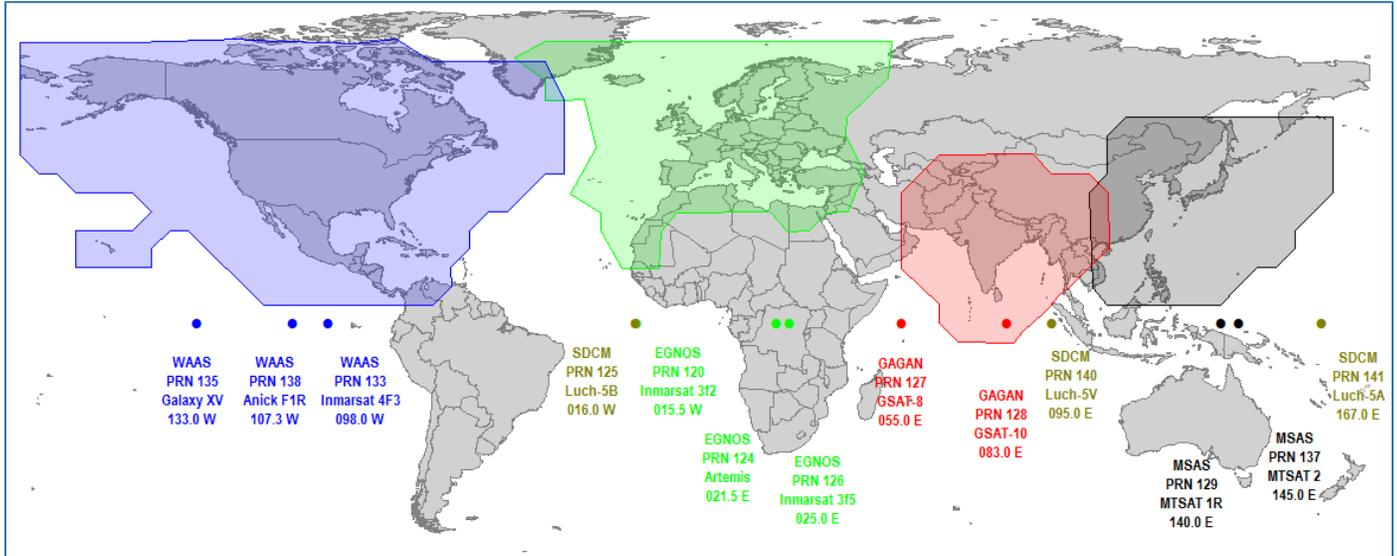 WAAS
PRN 135
Galaxy XV
133.0 W
WAAS
PRN 138
Anick F1R
107.3 W
WAAS
PRN 133
Inmarsat 4F3
098.0 W
SDCM
PRN 125
Luch-5B
016.0 W
EGNOS
PRN 120
Inmarsat 3f2
015.5 W
EGNOS
PRN 124
Artemis
021.5 E
EGNOS
PRN 126
Inmarsat 3f5
025.0 E
GAGAN
PRN 127
GSAT-8
055.0 E
GAGAN
PRN 128
GSAT-10
083.0 E
SDCM
PRN 140
Luch-5V
095.0 E
MSAS
PRN 129
MTSAT 1R
140.0 E
MSAS
PRN 137
MTSAT 2
145.0 E
SDCM
PRN 141
Luch-5A
167.0 E